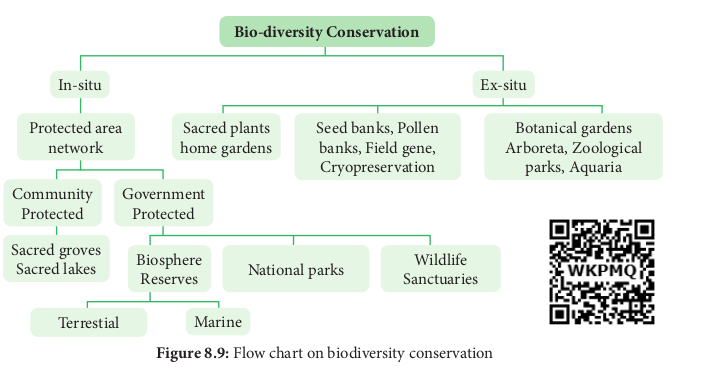 Bio-diversity Conservation
In-situ
Ex-situ
Protected area
network
Sacred plants
home gardens
Seed banks, Pollen
banks, Field gene,
Cryopreservation
Botanical gardens
Arboreta, Zoological
parks, Aquaria
Community
Protected
Government
Protected
Sacred groves
Sacred lakes
Biosphere
Reserves
National parks
Wildlife
Sanctuaries
WKPMQ
Terrestial
Marine
Figure 8.9: Flow chart on biodiversity conservation